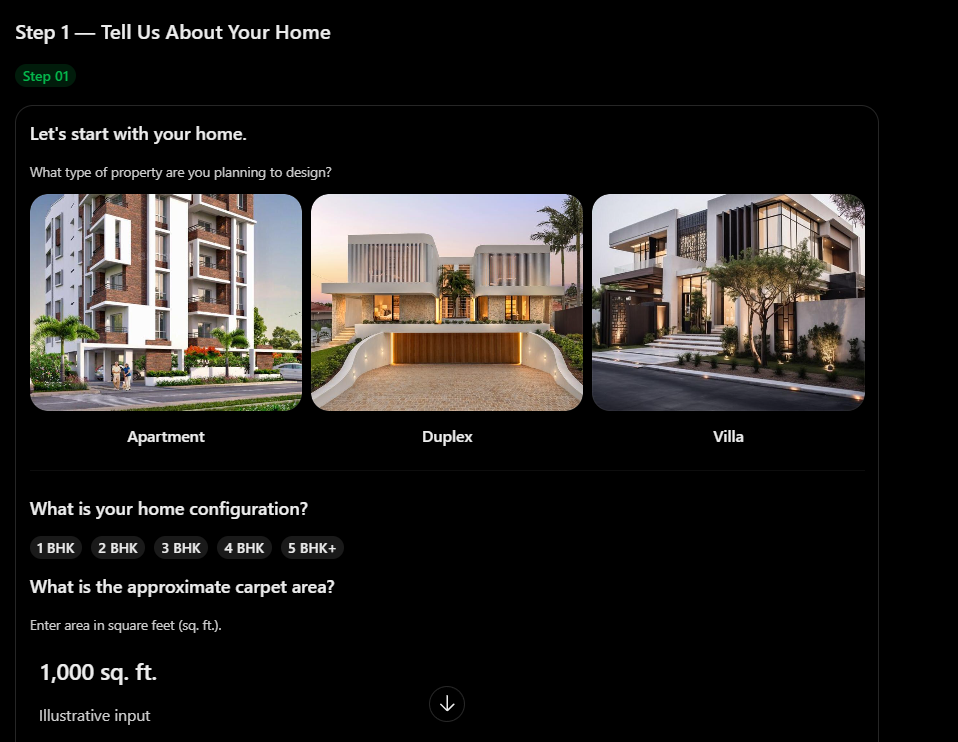 Step 1 — Tell Us About Your Home
Step 01
Let's start with your home.
What type of property are you planning to design?
Apartment
Duplex
Villa
What is your home configuration?
1 BHK
2 BHK
3 BHK
4 BHK
5 BHK+
What is the approximate carpet area?
Enter area in square feet (sq. ft.).
1,000 sq. ft.
Illustrative input